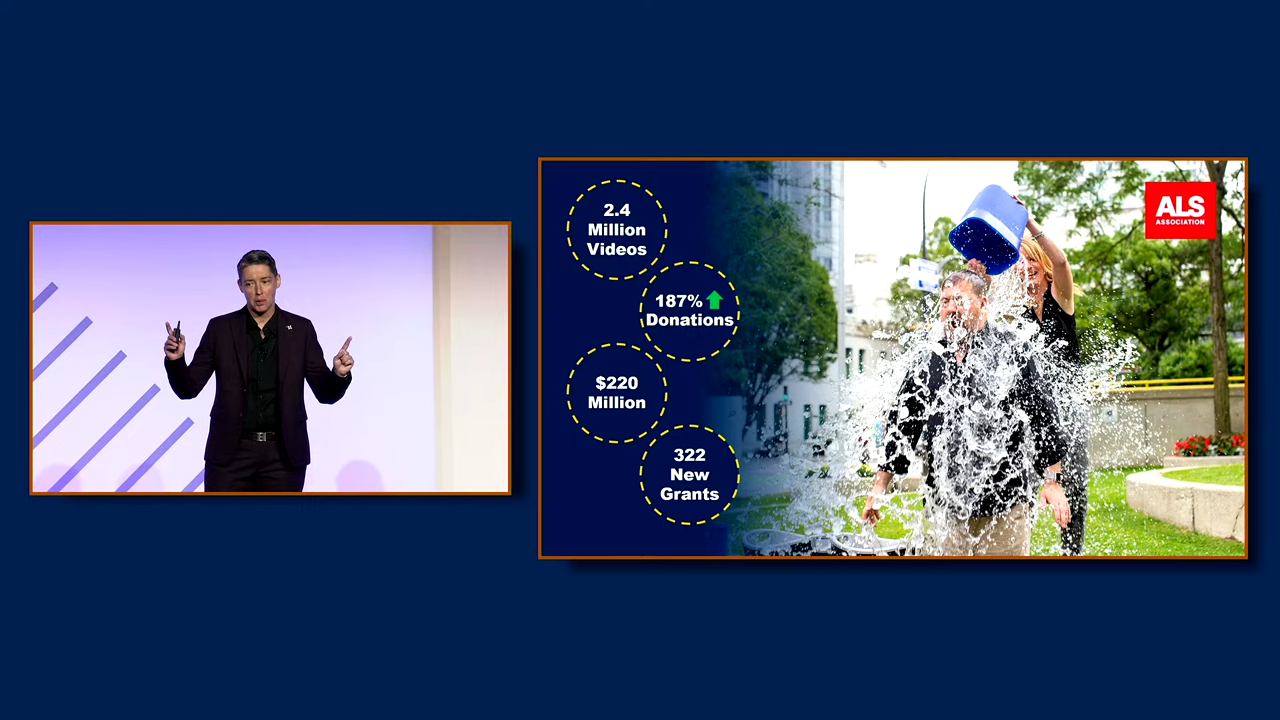 2.4
Million
Videos
187%
Donations
$220
Million
322
New
Grants
ALS
ASSOCIATION